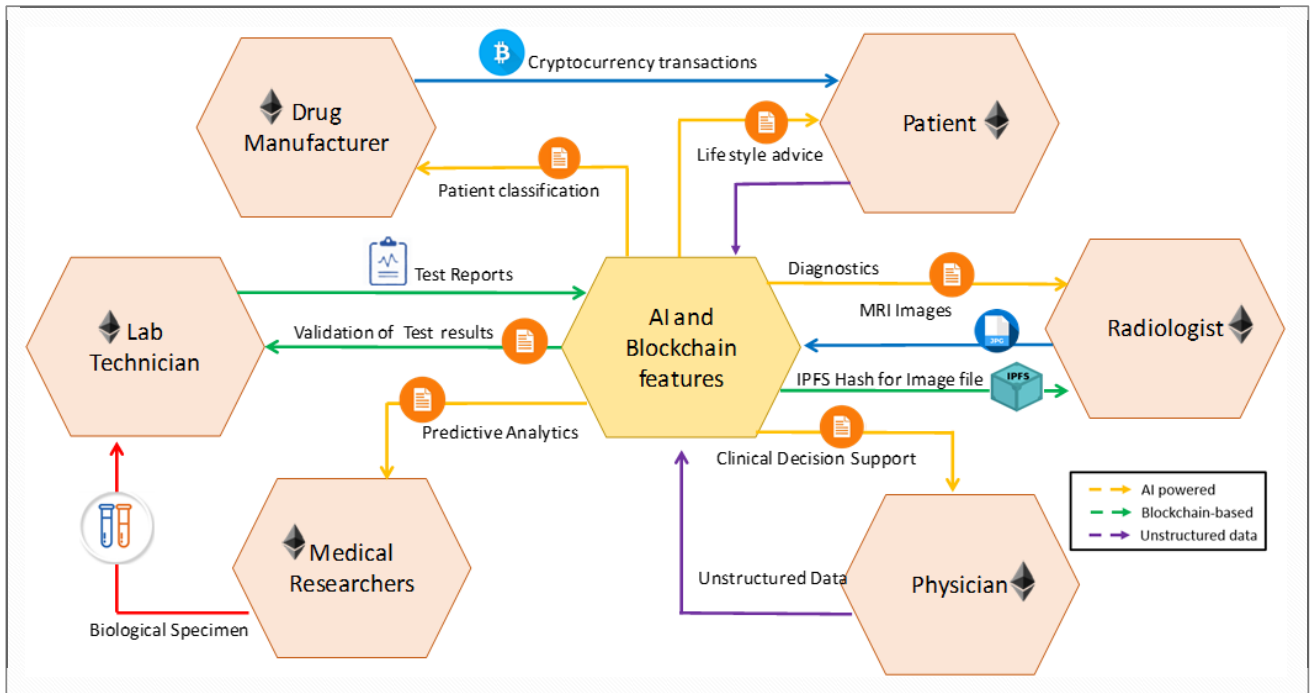 Cryptocurrency transactions
Drug
Manufacturer
Patient
Life style advice
Patient classification
Test Reports
Diagnostics
MRI Images
Lab
Technician
Validation of Test results
AI and
Blockchain
features
JPG
Radiologist
IPFS Hash for Image file
IPFS
Predictive Analytics
Clinical Decision Support
AI powered
Blockchain-based
Unstructured data
Medical
Researchers
Unstructured Data
Physician
Biological Specimen